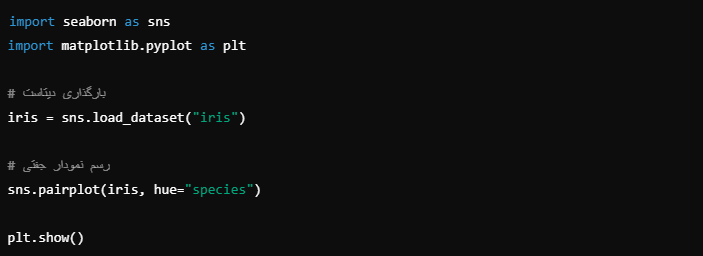 import seaborn as sns
import matplotlib.pyplot as plt
# بارگذاری دیتاست
iris = sns.load_dataset("iris")
# رسم نمودار جفتی
sns.pairplot(iris, hue="species")
plt.show()